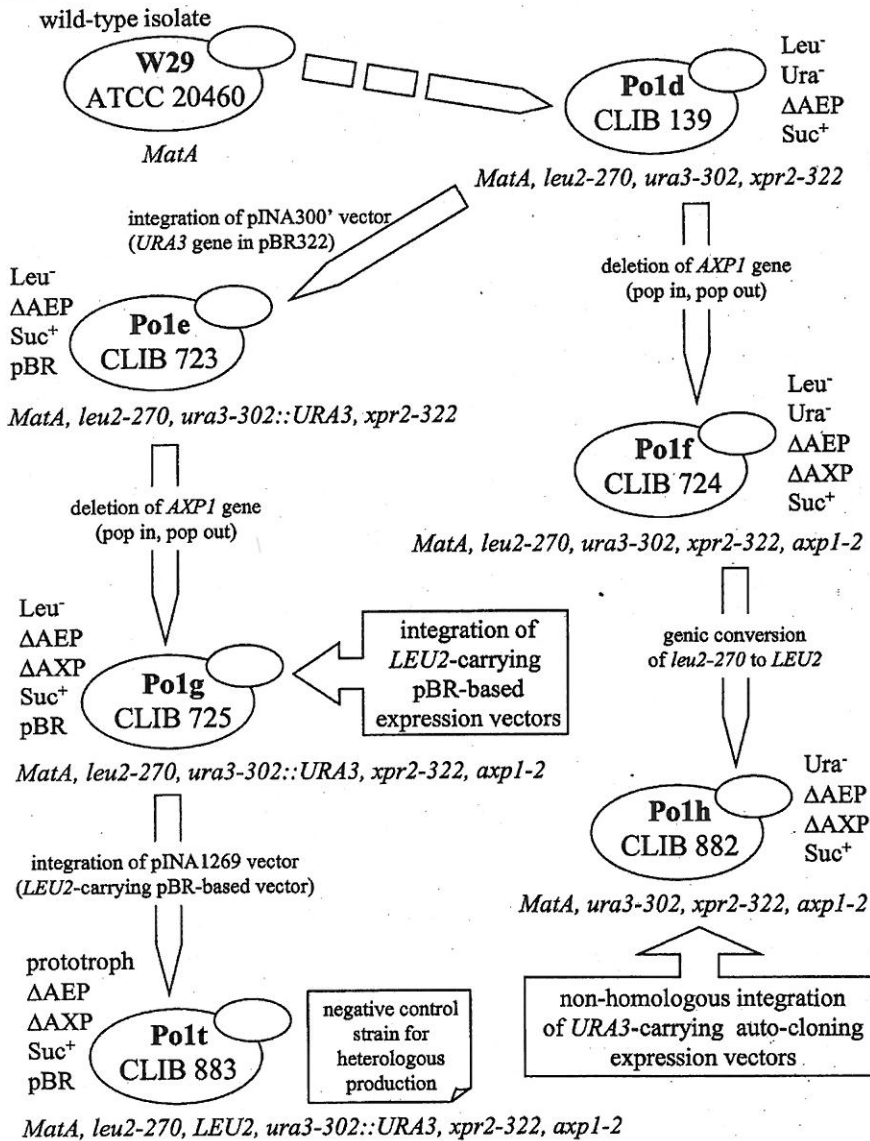 wild-type isolate
W29
ATCC 20460
MatA
Po1d
CLIB 139
Leu⁻
Ura⁻
ΔAEP
Suc⁺
MatA, leu2-270, ura3-302, xpr2-322
integration of pINA300' vector
(URA3 gene in pBR322)
deletion of AXP1 gene
(pop in, pop out)
Leu⁻
ΔAEP
Suc⁺
pBR
Po1e
CLIB 723
MatA, leu2-270, ura3-302::URA3, xpr2-322
Po1f
CLIB 724
Leu⁻
Ura⁻
ΔAEP
ΔAXP
Suc⁺
MatA, leu2-270, ura3-302, xpr2-322, axp1-2
deletion of AXP1 gene
(pop in, pop out)
Leu⁻
ΔAEP
ΔAXP
Suc⁺
pBR
Po1g
CLIB 725
integration of
LEU2-carrying
pBR-based
expression vectors
genic conversion
of leu2-270 to LEU2
MatA, leu2-270, ura3-302::URA3, xpr2-322, axp1-2
Po1h
CLIB 882
Ura⁻
ΔAEP
ΔAXP
Suc⁺
MatA, ura3-302, xpr2-322, axp1-2
integration of pINA1269 vector
(LEU2-carrying pBR-based vector)
prototroph
ΔAEP
ΔAXP
Suc⁺
pBR
Po1t
CLIB 883
negative control
strain for
heterologous
production
non-homologous integration
of URA3-carrying auto-cloning
expression vectors
MatA, leu2-270, LEU2, ura3-302::URA3, xpr2-322, axp1-2